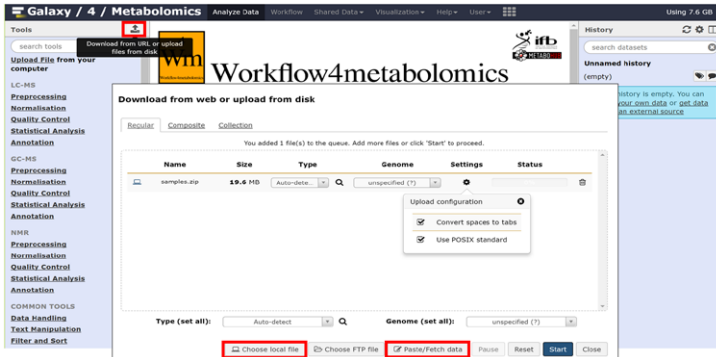 Galaxy / 4 / Metabolomics
Analyze Data Workflow Shared Data Visualization Help User
Using 7.6 GB
Tools
search tools
Download from URL or upload
files from disk
Upload File from your
computer
LC-MS
Preprocessing
Normalisation
Quality Control
Statistical Analysis
Annotation
GC-MS
Preprocessing
Normalisation
Quality Control
Statistical Analysis
Annotation
NMR
Preprocessing
Normalisation
Quality Control
Statistical Analysis
Annotation
COMMON TOOLS
Data Handling
Text Manipulation
Filter and Sort
Wm
Workflow4metabolomics
ifb
METABO
History
search datasets
Unnamed history
(empty)
history is empty. You can
your own data or get data
an external source
Download from web or upload from disk
Regular Composite Collection
You added 1 file(s) to the queue. Add more files or click 'Start' to proceed.
Name Size Type Genome Settings Status
samples.zip 19.6 MB Auto-dete... unspecified (?)
Upload configuration
Convert spaces to tabs
Use POSIX standard
Type (set all): Auto-detect Genome (set all): unspecified (?)
Choose local file Choose FTP file Paste/Fetch data Pause Reset Start Close